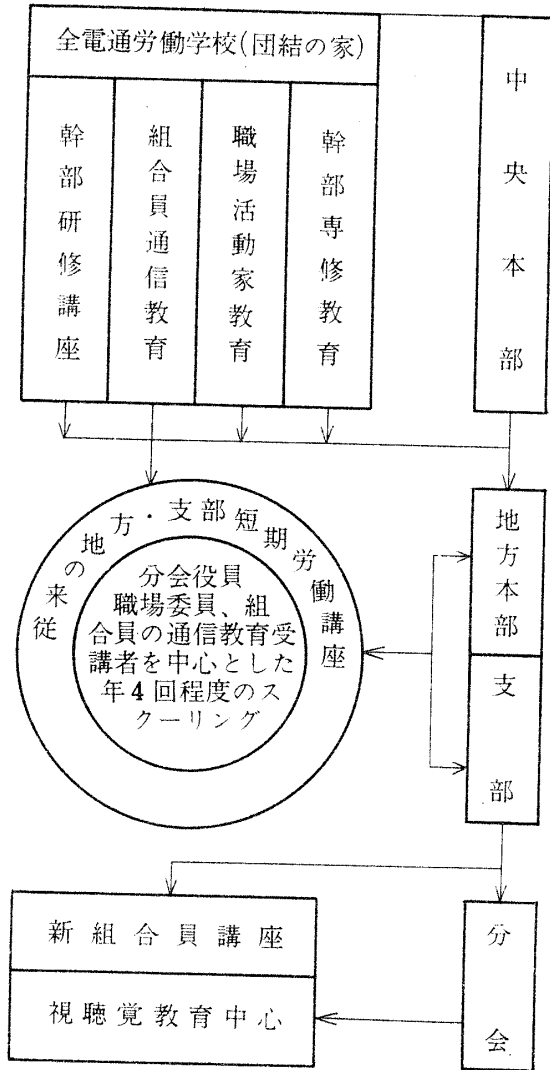 全電通労働学校(団結の家)
中央本部
幹部専修教育
職場活動家教育
組合員通信教育
幹部研修講座
従来の地方・支部短期労働講座
分会役員
職場委員、組
合員の通信教育受
講者を中心とした
年4回程度のス
クーリング
地方本部
支部
新組合員講座
視聴覚教育中心
分会